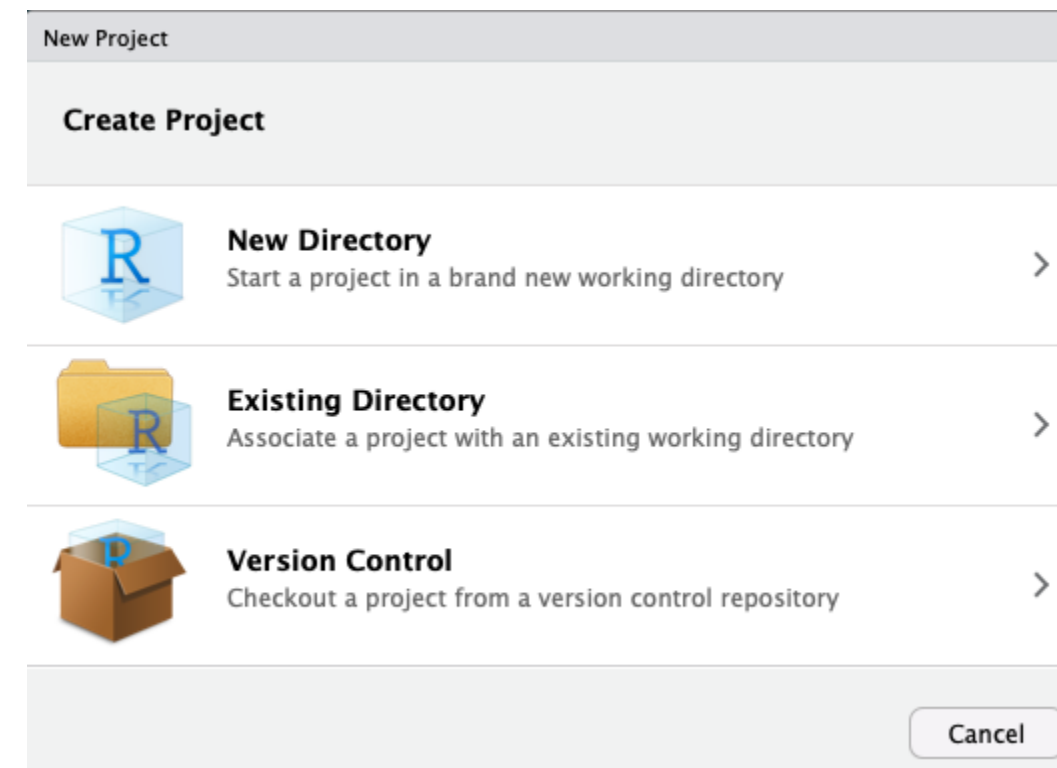 New Project
Create Project
R
New Directory
Start a project in a brand new working directory
R
Existing Directory
Associate a project with an existing working directory
R
Version Control
Checkout a project from a version control repository
Cancel